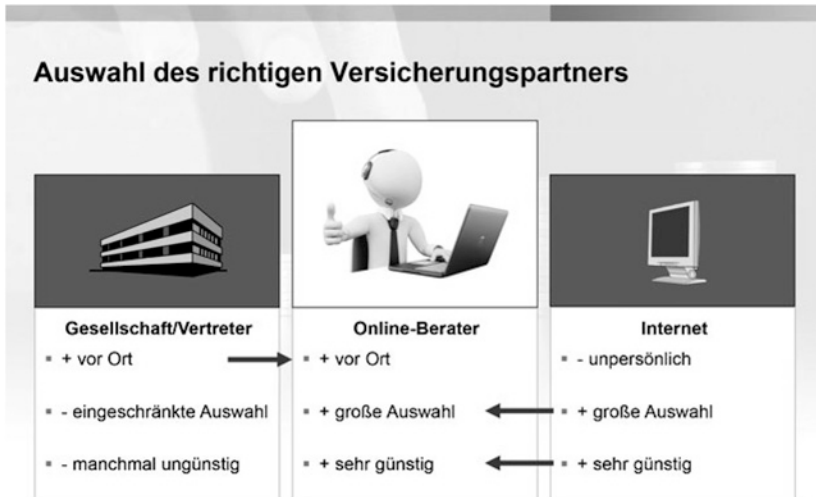 Auswahl des richtigen Versicherungspartners
Gesellschaft/Vertreter
+ vor Ort
- eingeschränkte Auswahl
- manchmal ungünstig
Online-Berater
+ vor Ort
+ große Auswahl
+ sehr günstig
Internet
- unpersönlich
+ große Auswahl
+ sehr günstig